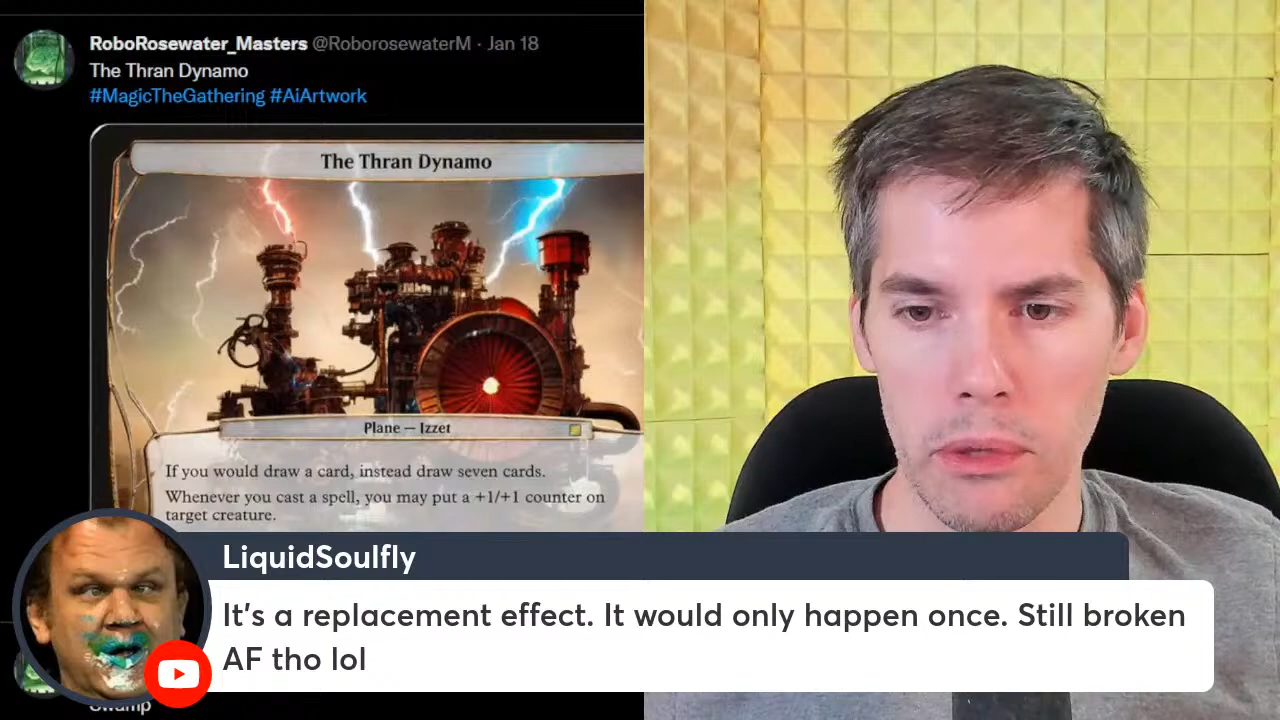 RoboRosewater_Masters @RoborosewaterM · Jan 18
The Thran Dynamo
#MagicTheGathering #AiArtwork
The Thran Dynamo
Plane — Izzet
If you would draw a card, instead draw seven cards.
Whenever you cast a spell, you may put a +1/+1 counter on
target creature.
LiquidSoulfly
It's a replacement effect. It would only happen once. Still broken
AF tho lol
Swamp